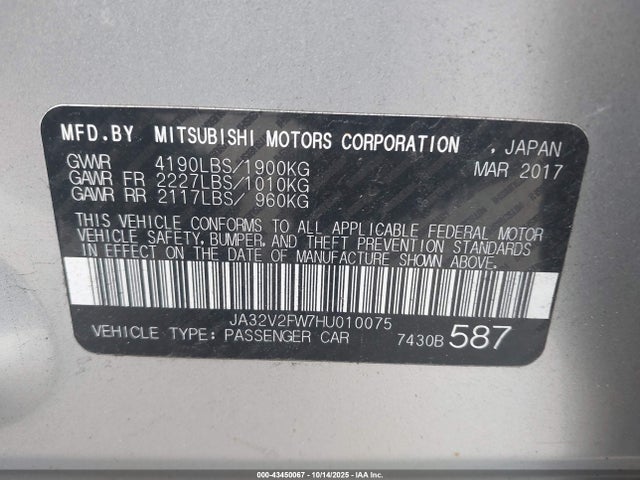 MFD.BY MITSUBISHI MOTORS CORPORATION , JAPAN
GVWR 4190LBS/1900KG MAR 2017
GAWR FR 2227LBS/1010KG
GAWR RR 2117LBS/ 960KG
THIS VEHICLE CONFORMS TO ALL APPLICABLE FEDERAL MOTOR
VEHICLE SAFETY, BUMPER, AND THEFT PREVENTION STANDARDS
IN EFFECT ON THE DATE OF MANUFACTURE SHOWN ABOVE.
JA32V2FW7HU010075
VEHICLE TYPE: PASSENGER CAR 7430B 587
000-43450067 - 10/14/2025 - IAA Inc.